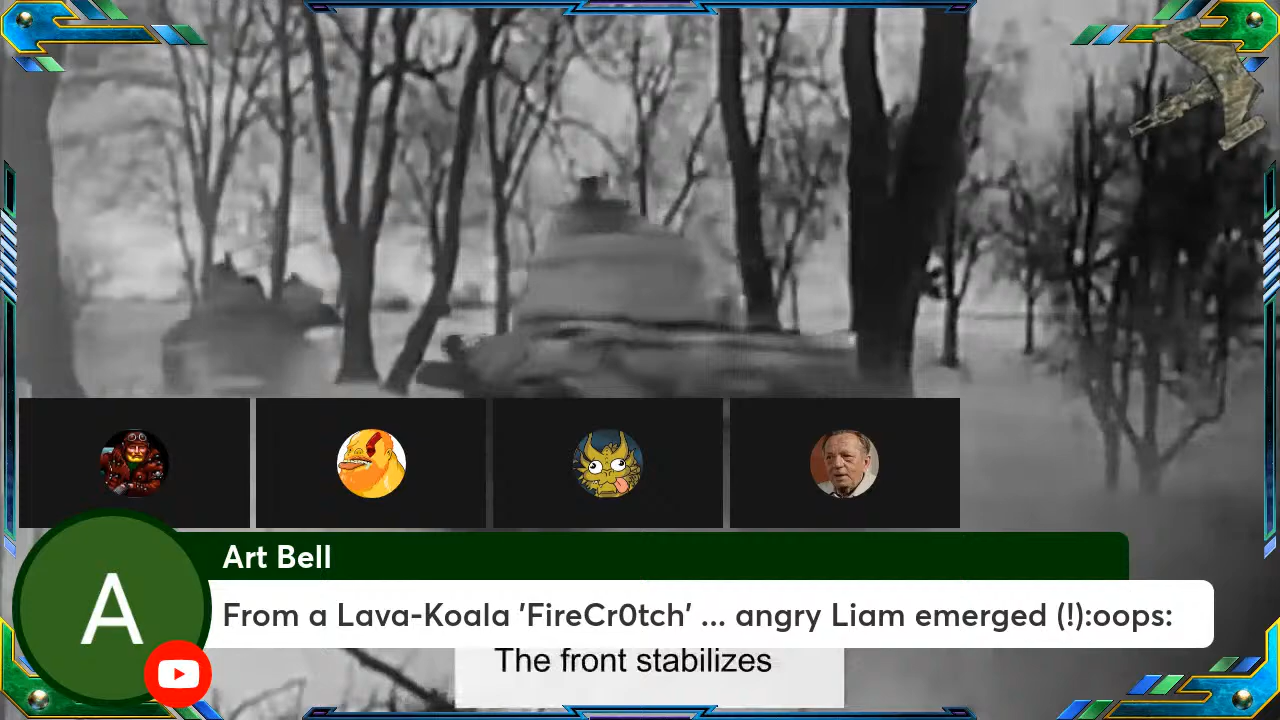 Art Bell
A
From a Lava-Koala 'FireCr0tch' ... angry Liam emerged (!):oops:
The front stabilizes